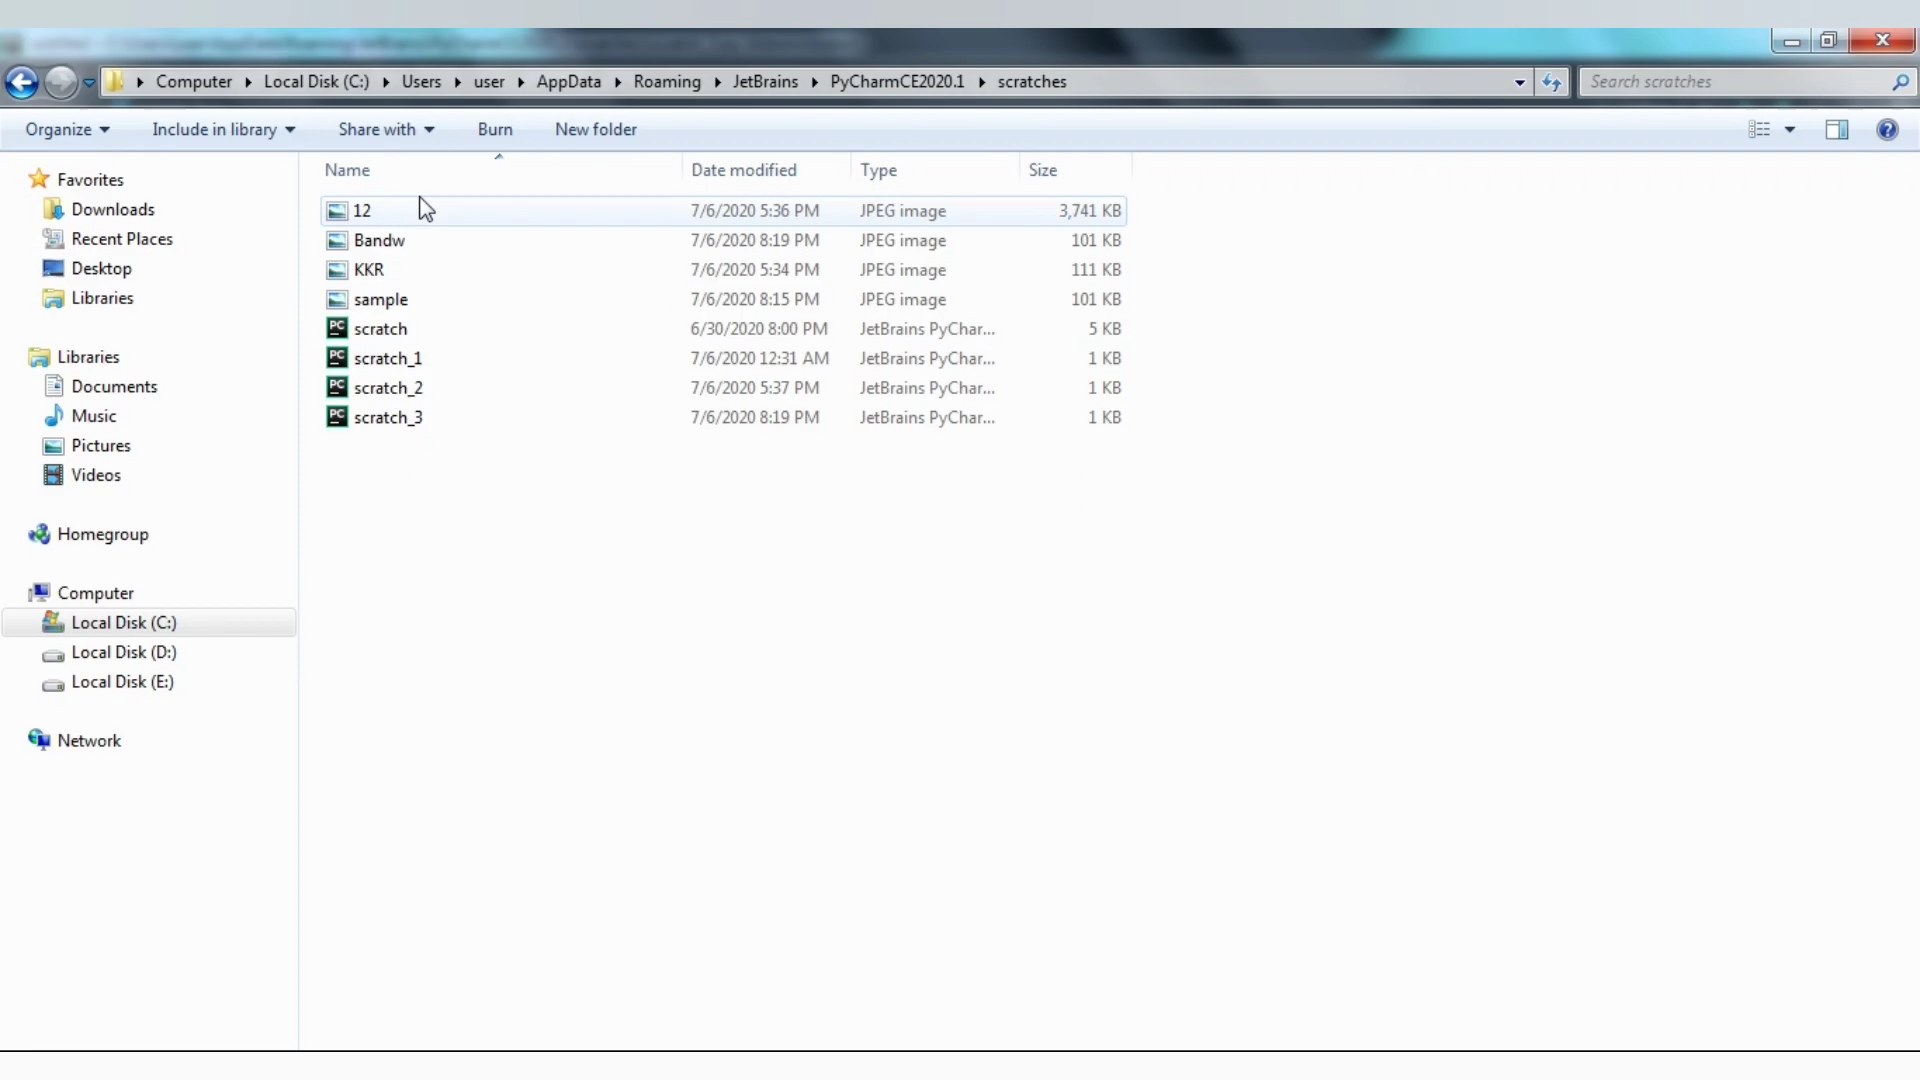 Computer Local Disk (C:) Users user AppData Roaming JetBrains PyCharmCE2020.1 scratches Search scratches
Organize Include in library Share with Burn New folder
Name Date modified Type Size
Favorites
Downloads
Recent Places
Desktop
Libraries
Libraries
Documents
Music
Pictures
Videos
Homegroup
Computer
Local Disk (C:)
Local Disk (D:)
Local Disk (E:)
Network
12 7/6/2020 5:36 PM JPEG image 3,741 KB
Bandw 7/6/2020 8:19 PM JPEG image 101 KB
KKR 7/6/2020 5:34 PM JPEG image 111 KB
sample 7/6/2020 8:15 PM JPEG image 101 KB
PC scratch 6/30/2020 8:00 PM JetBrains PyChar... 5 KB
PC scratch_1 7/6/2020 12:31 AM JetBrains PyChar... 1 KB
PC scratch_2 7/6/2020 5:37 PM JetBrains PyChar... 1 KB
PC scratch_3 7/6/2020 8:19 PM JetBrains PyChar... 1 KB